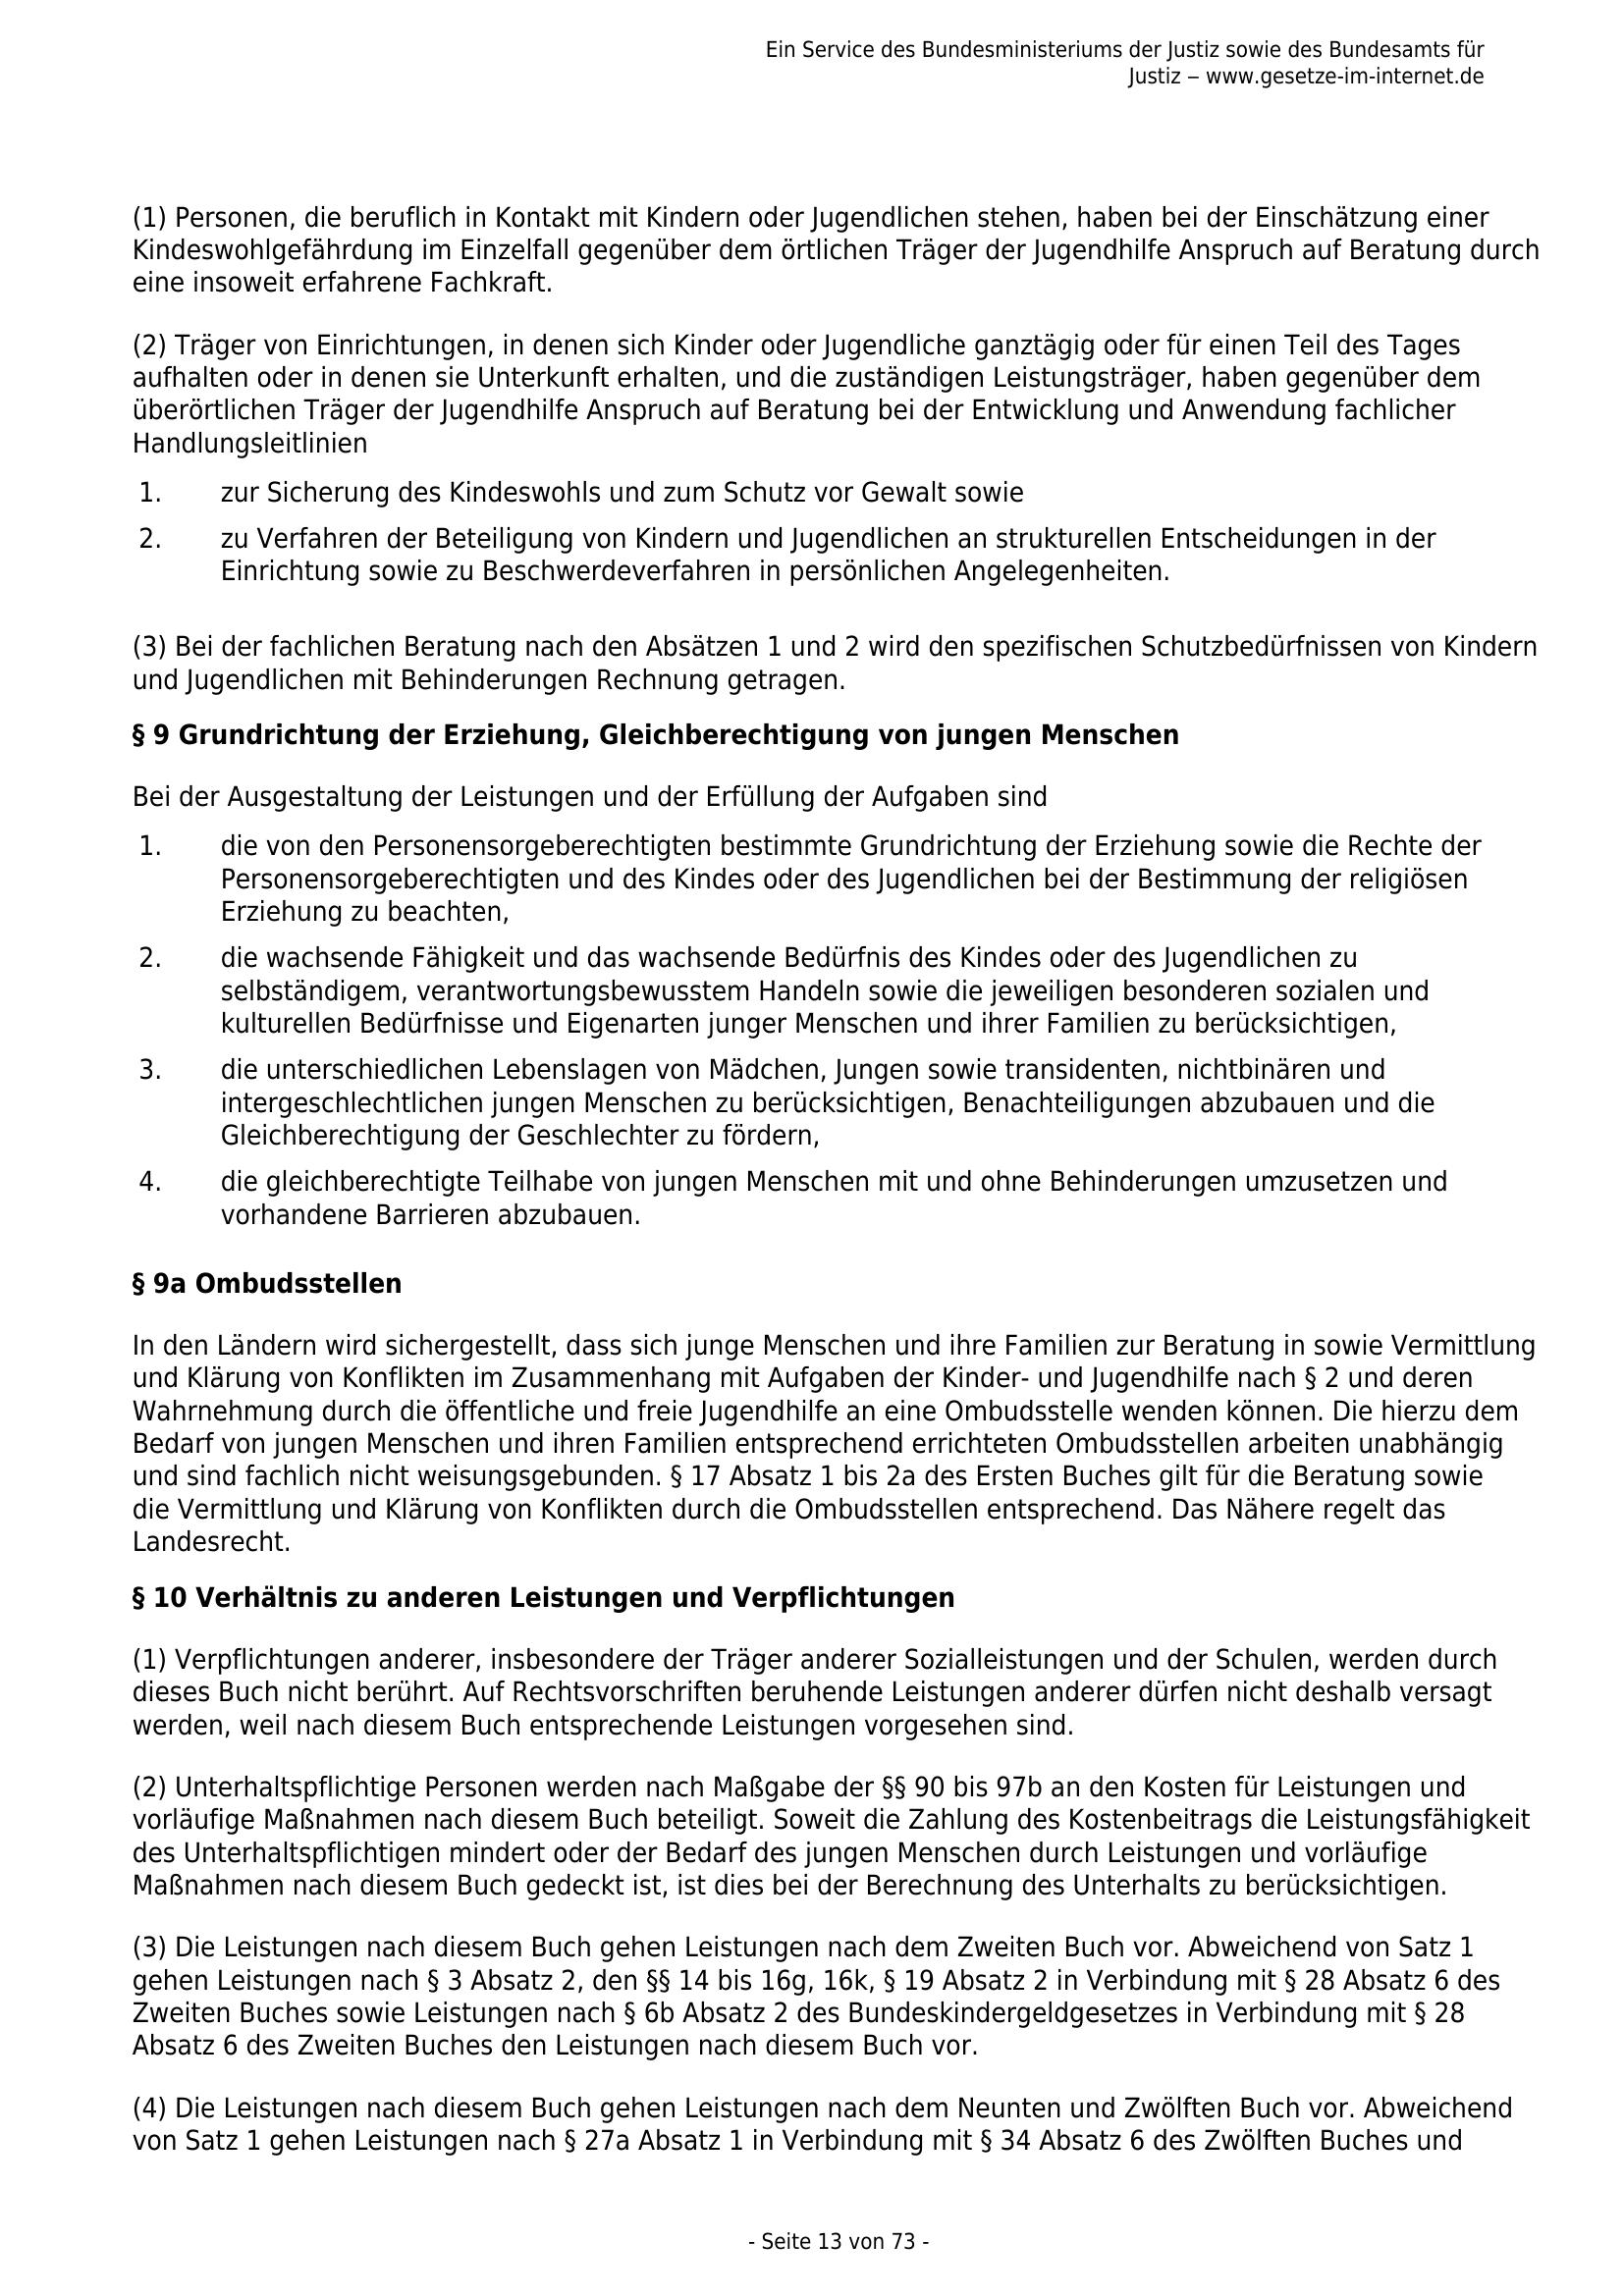 Ein Service des Bundesministeriums der Justiz sowie des Bundesamts für
Justiz ‒ www.gesetze-im-internet.de
(1) Personen, die beruflich in Kontakt mit Kindern oder Jugendlichen stehen, haben bei der Einschätzung einer
Kindeswohlgefährdung im Einzelfall gegenüber dem örtlichen Träger der Jugendhilfe Anspruch auf Beratung durch
eine insoweit erfahrene Fachkraft.
(2) Träger von Einrichtungen, in denen sich Kinder oder Jugendliche ganztägig oder für einen Teil des Tages
aufhalten oder in denen sie Unterkunft erhalten, und die zuständigen Leistungsträger, haben gegenüber dem
überörtlichen Träger der Jugendhilfe Anspruch auf Beratung bei der Entwicklung und Anwendung fachlicher
Handlungsleitlinien
1. zur Sicherung des Kindeswohls und zum Schutz vor Gewalt sowie
2. zu Verfahren der Beteiligung von Kindern und Jugendlichen an strukturellen Entscheidungen in der
Einrichtung sowie zu Beschwerdeverfahren in persönlichen Angelegenheiten.
(3) Bei der fachlichen Beratung nach den Absätzen 1 und 2 wird den spezifischen Schutzbedürfnissen von Kindern
und Jugendlichen mit Behinderungen Rechnung getragen.
§ 9 Grundrichtung der Erziehung, Gleichberechtigung von jungen Menschen
Bei der Ausgestaltung der Leistungen und der Erfüllung der Aufgaben sind
1. die von den Personensorgeberechtigten bestimmte Grundrichtung der Erziehung sowie die Rechte der
Personensorgeberechtigten und des Kindes oder des Jugendlichen bei der Bestimmung der religiösen
Erziehung zu beachten,
2. die wachsende Fähigkeit und das wachsende Bedürfnis des Kindes oder des Jugendlichen zu
selbständigem, verantwortungsbewusstem Handeln sowie die jeweiligen besonderen sozialen und
kulturellen Bedürfnisse und Eigenarten junger Menschen und ihrer Familien zu berücksichtigen,
3. die unterschiedlichen Lebenslagen von Mädchen, Jungen sowie transidenten, nichtbinären und
intergeschlechtlichen jungen Menschen zu berücksichtigen, Benachteiligungen abzubauen und die
Gleichberechtigung der Geschlechter zu fördern,
4. die gleichberechtigte Teilhabe von jungen Menschen mit und ohne Behinderungen umzusetzen und
vorhandene Barrieren abzubauen.
§ 9a Ombudsstellen
In den Ländern wird sichergestellt, dass sich junge Menschen und ihre Familien zur Beratung in sowie Vermittlung
und Klärung von Konflikten im Zusammenhang mit Aufgaben der Kinder- und Jugendhilfe nach § 2 und deren
Wahrnehmung durch die öffentliche und freie Jugendhilfe an eine Ombudsstelle wenden können. Die hierzu dem
Bedarf von jungen Menschen und ihren Familien entsprechend errichteten Ombudsstellen arbeiten unabhängig
und sind fachlich nicht weisungsgebunden. § 17 Absatz 1 bis 2a des Ersten Buches gilt für die Beratung sowie
die Vermittlung und Klärung von Konflikten durch die Ombudsstellen entsprechend. Das Nähere regelt das
Landesrecht.
§ 10 Verhältnis zu anderen Leistungen und Verpflichtungen
(1) Verpflichtungen anderer, insbesondere der Träger anderer Sozialleistungen und der Schulen, werden durch
dieses Buch nicht berührt. Auf Rechtsvorschriften beruhende Leistungen anderer dürfen nicht deshalb versagt
werden, weil nach diesem Buch entsprechende Leistungen vorgesehen sind.
(2) Unterhaltspflichtige Personen werden nach Maßgabe der §§ 90 bis 97b an den Kosten für Leistungen und
vorläufige Maßnahmen nach diesem Buch beteiligt. Soweit die Zahlung des Kostenbeitrags die Leistungsfähigkeit
des Unterhaltspflichtigen mindert oder der Bedarf des jungen Menschen durch Leistungen und vorläufige
Maßnahmen nach diesem Buch gedeckt ist, ist dies bei der Berechnung des Unterhalts zu berücksichtigen.
(3) Die Leistungen nach diesem Buch gehen Leistungen nach dem Zweiten Buch vor. Abweichend von Satz 1
gehen Leistungen nach § 3 Absatz 2, den §§ 14 bis 16g, 16k, § 19 Absatz 2 in Verbindung mit § 28 Absatz 6 des
Zweiten Buches sowie Leistungen nach § 6b Absatz 2 des Bundeskindergeldgesetzes in Verbindung mit § 28
Absatz 6 des Zweiten Buches den Leistungen nach diesem Buch vor.
(4) Die Leistungen nach diesem Buch gehen Leistungen nach dem Neunten und Zwölften Buch vor. Abweichend
von Satz 1 gehen Leistungen nach § 27a Absatz 1 in Verbindung mit § 34 Absatz 6 des Zwölften Buches und
- Seite 13 von 73 -